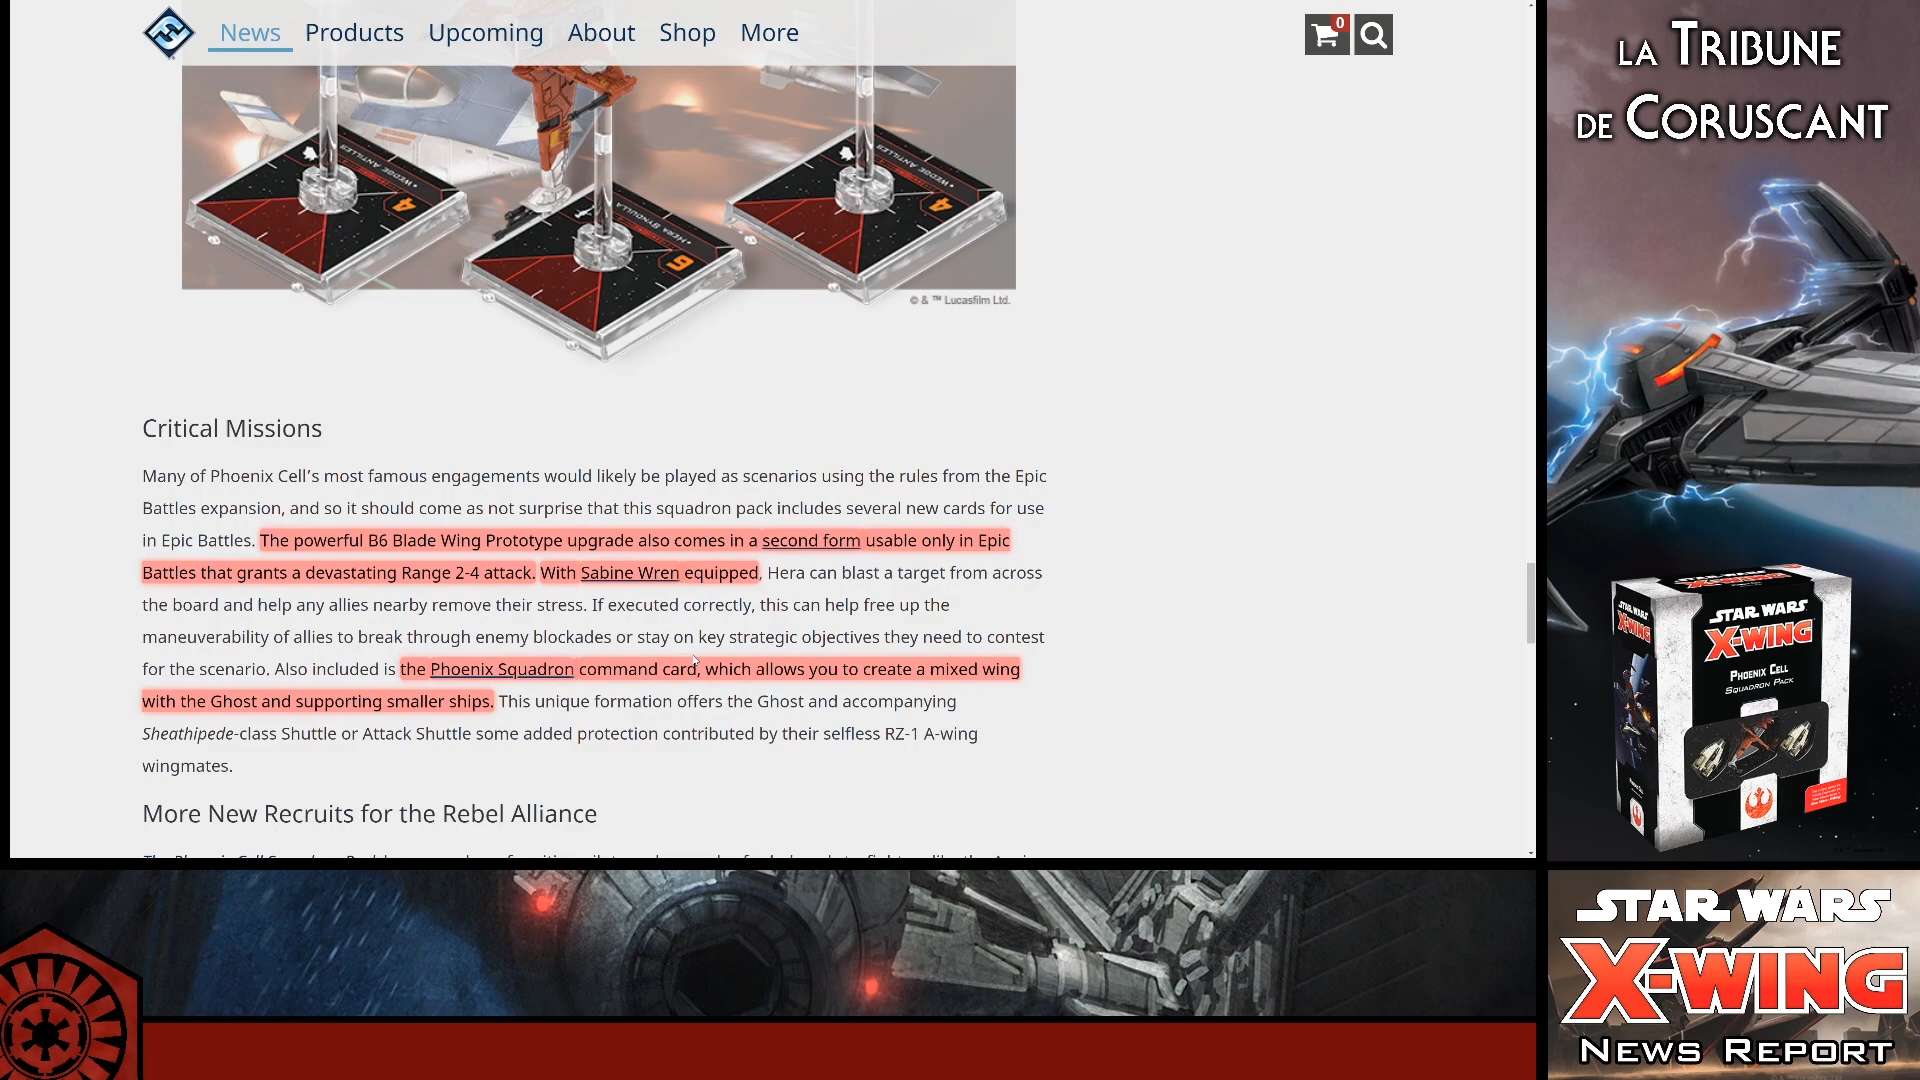 News Products Upcoming About Shop More
0
LA TRIBUNE
DE CORUSCANT
• WEDGE ANTILLES
4
• HERA SYNDULLA
6
• WEDGE ANTILLES
4
© & ™ Lucasfilm Ltd.
Critical Missions
Many of Phoenix Cell’s most famous engagements would likely be played as scenarios using the rules from the Epic
Battles expansion, and so it should come as not surprise that this squadron pack includes several new cards for use
in Epic Battles. The powerful B6 Blade Wing Prototype upgrade also comes in a second form usable only in Epic
Battles that grants a devastating Range 2-4 attack. With Sabine Wren equipped, Hera can blast a target from across
the board and help any allies nearby remove their stress. If executed correctly, this can help free up the
maneuverability of allies to break through enemy blockades or stay on key strategic objectives they need to contest
for the scenario. Also included is the Phoenix Squadron command card, which allows you to create a mixed wing
with the Ghost and supporting smaller ships. This unique formation offers the Ghost and accompanying
Sheathipede-class Shuttle or Attack Shuttle some added protection contributed by their selfless RZ-1 A-wing
wingmates.
More New Recruits for the Rebel Alliance
STAR WARS
X-WING
PHOENIX CELL
SQUADRON PACK
STAR WARS
X-WING
NEWS REPORT